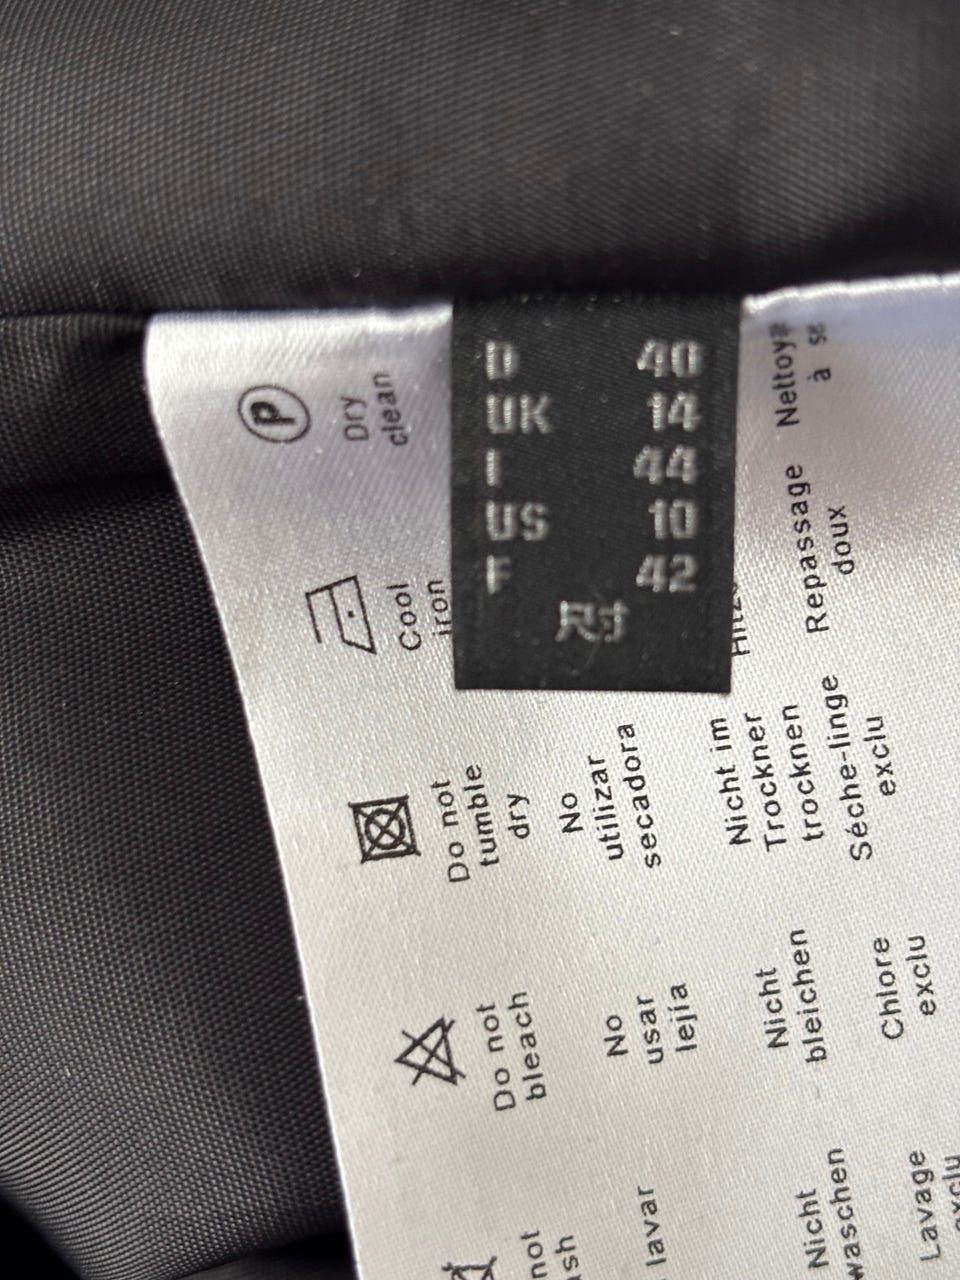 D 40
UK 14
I 44
US 10
F 42
尺寸
P
Dry
clean
Cool
iron
Do not
tumble
dry
Do not
bleach
not
No
utilizar
secadora
No
usar
lejía
lavar
Nicht im
Trockner
trocknen
Nicht
bleichen
Nicht
waschen
à
Repassage
doux
Séche-linge
exclu
Chlore
exclu
Lavage
exclu